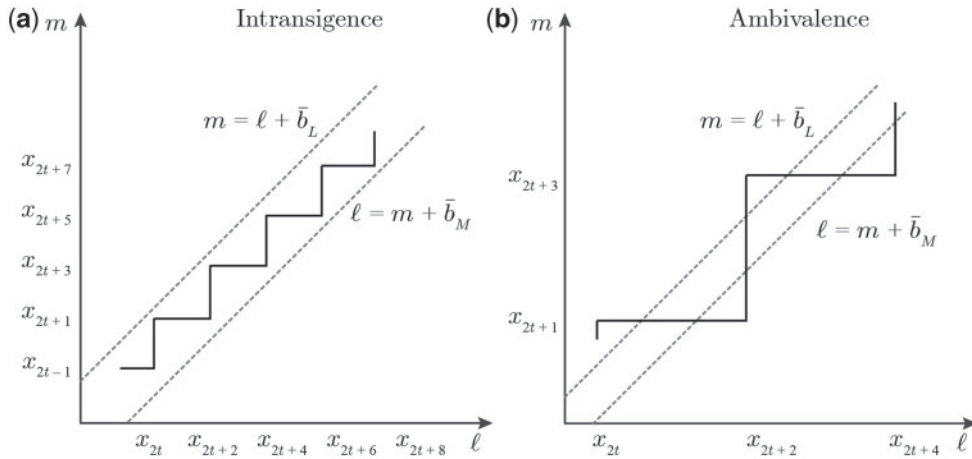 (a) m Intransigence
m = ℓ + b̄_L
x_{2t+7}
x_{2t+5}
ℓ = m + b̄_M
x_{2t+3}
x_{2t+1}
x_{2t−1}
x_{2t} x_{2t+2} x_{2t+4} x_{2t+6} x_{2t+8} ℓ
(b) m Ambivalence
m = ℓ + b̄_L
x_{2t+3}
ℓ = m + b̄_M
x_{2t+1}
x_{2t} x_{2t+2} x_{2t+4}
ℓ